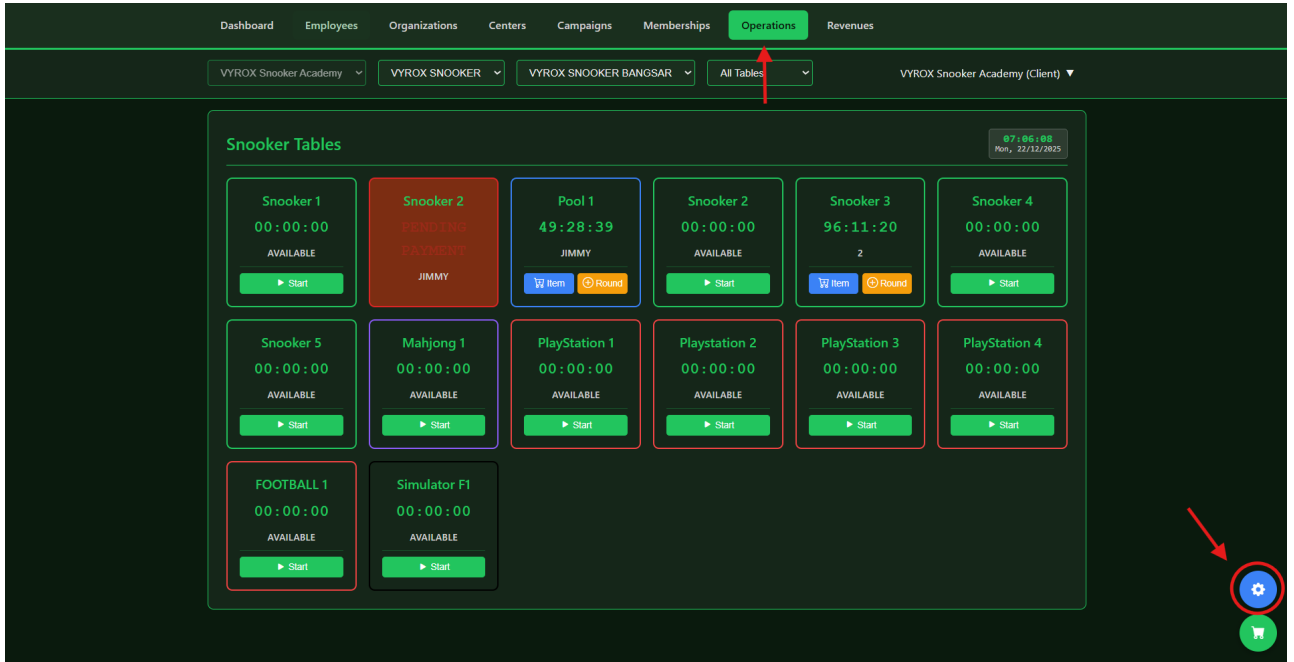 Dashboard Employees Organizations Centers Campaigns Memberships Operations Revenues
VYROX Snooker Academy VYROX SNOOKER VYROX SNOOKER BANGSAR All Tables VYROX Snooker Academy (Client) ▼
Snooker Tables
07:06:08
Mon, 22/12/2025
Snooker 1
00:00:00
AVAILABLE
Start
Snooker 2
PENDING
PAYMENT
JIMMY
Pool 1
49:28:39
JIMMY
Item Round
Snooker 2
00:00:00
AVAILABLE
Start
Snooker 3
96:11:20
2
Item Round
Snooker 4
00:00:00
AVAILABLE
Start
Snooker 5
00:00:00
AVAILABLE
Start
Mahjong 1
00:00:00
AVAILABLE
Start
PlayStation 1
00:00:00
AVAILABLE
Start
Playstation 2
00:00:00
AVAILABLE
Start
PlayStation 3
00:00:00
AVAILABLE
Start
PlayStation 4
00:00:00
AVAILABLE
Start
FOOTBALL 1
00:00:00
AVAILABLE
Start
Simulator F1
00:00:00
AVAILABLE
Start